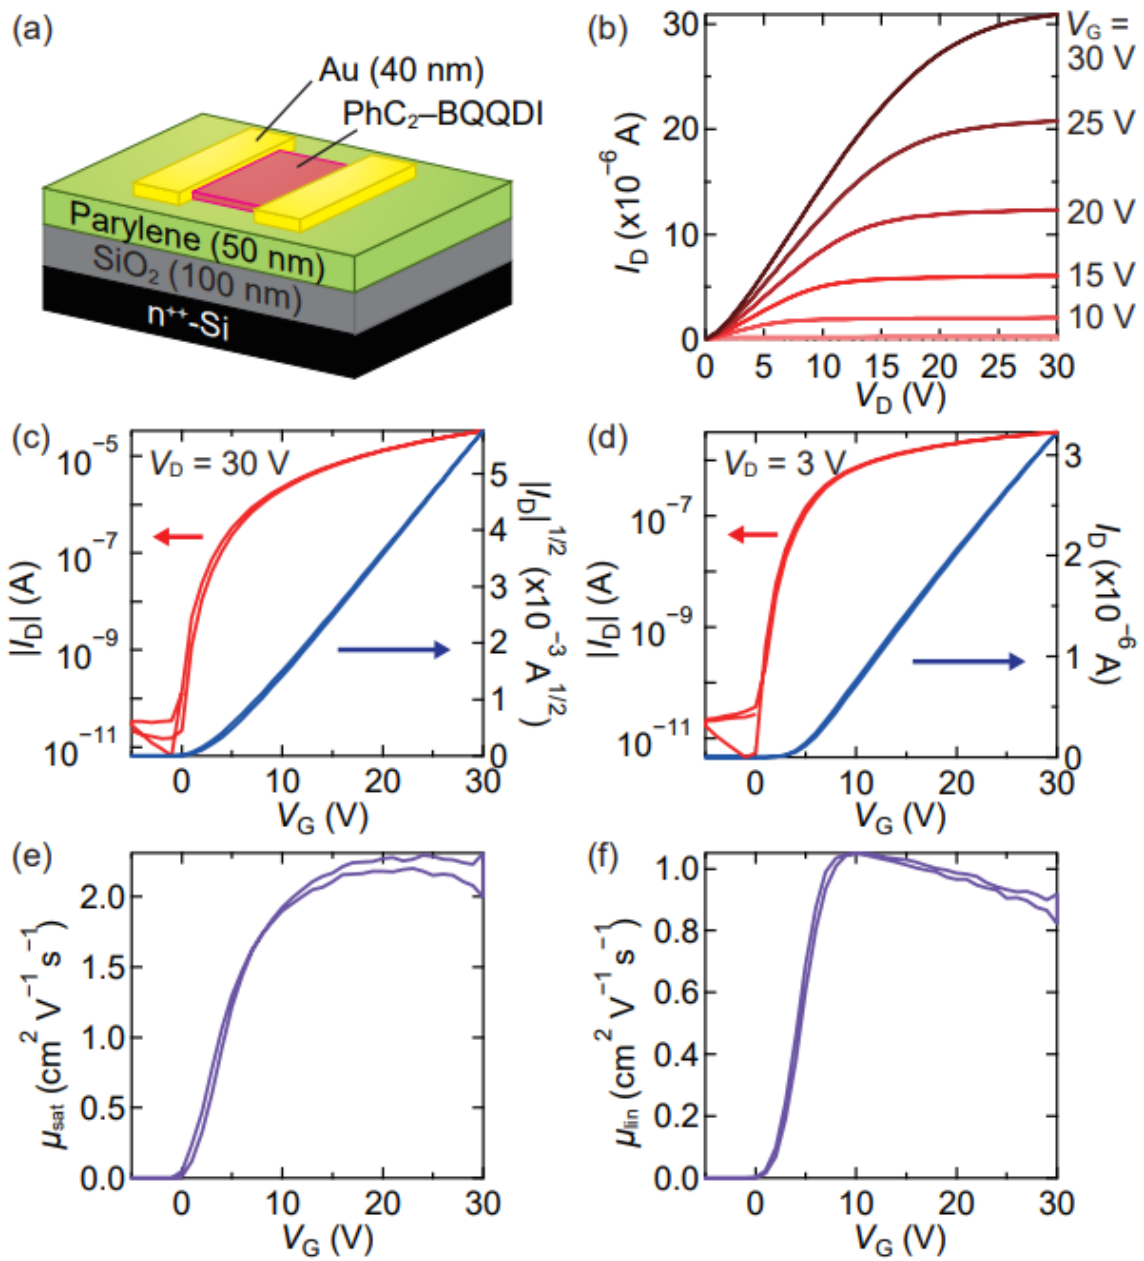 (a)
Au (40 nm)
PhC₂–BQQDI
Parylene (50 nm)
SiO₂ (100 nm)
n⁺⁺-Si
(b)
30
20
10
0
I_D (x10⁻⁶ A)
0 5 10 15 20 25 30
V_D (V)
V_G =
30 V
25 V
20 V
15 V
10 V
(c)
V_D = 30 V
10⁻⁵
10⁻⁷
10⁻⁹
10⁻¹¹
|I_D| (A)
5
4
3
2
1
0
|I_D|^1/2 (x10⁻³ A^1/2)
0 10 20 30
V_G (V)
(d)
V_D = 3 V
10⁻⁷
10⁻⁹
10⁻¹¹
|I_D| (A)
3
2
1
0
I_D (x10⁻⁶ A)
0 10 20 30
V_G (V)
(e)
2.0
1.5
1.0
0.5
0.0
μ_sat (cm² V⁻¹ s⁻¹)
0 10 20 30
V_G (V)
(f)
1.0
0.8
0.6
0.4
0.2
0.0
μ_lin (cm² V⁻¹ s⁻¹)
0 10 20 30
V_G (V)